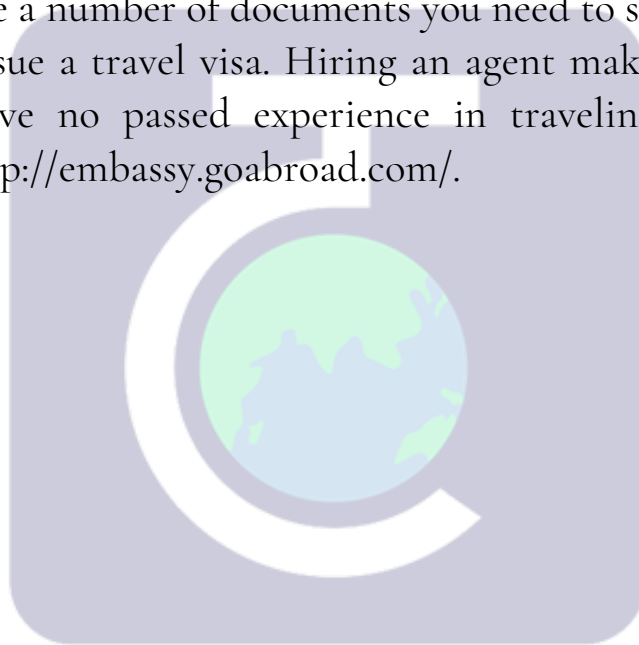 e a number of documents you need to s
sue a travel visa. Hiring an agent mak
ve no passed experience in travelin
p://embassy.goabroad.com/.